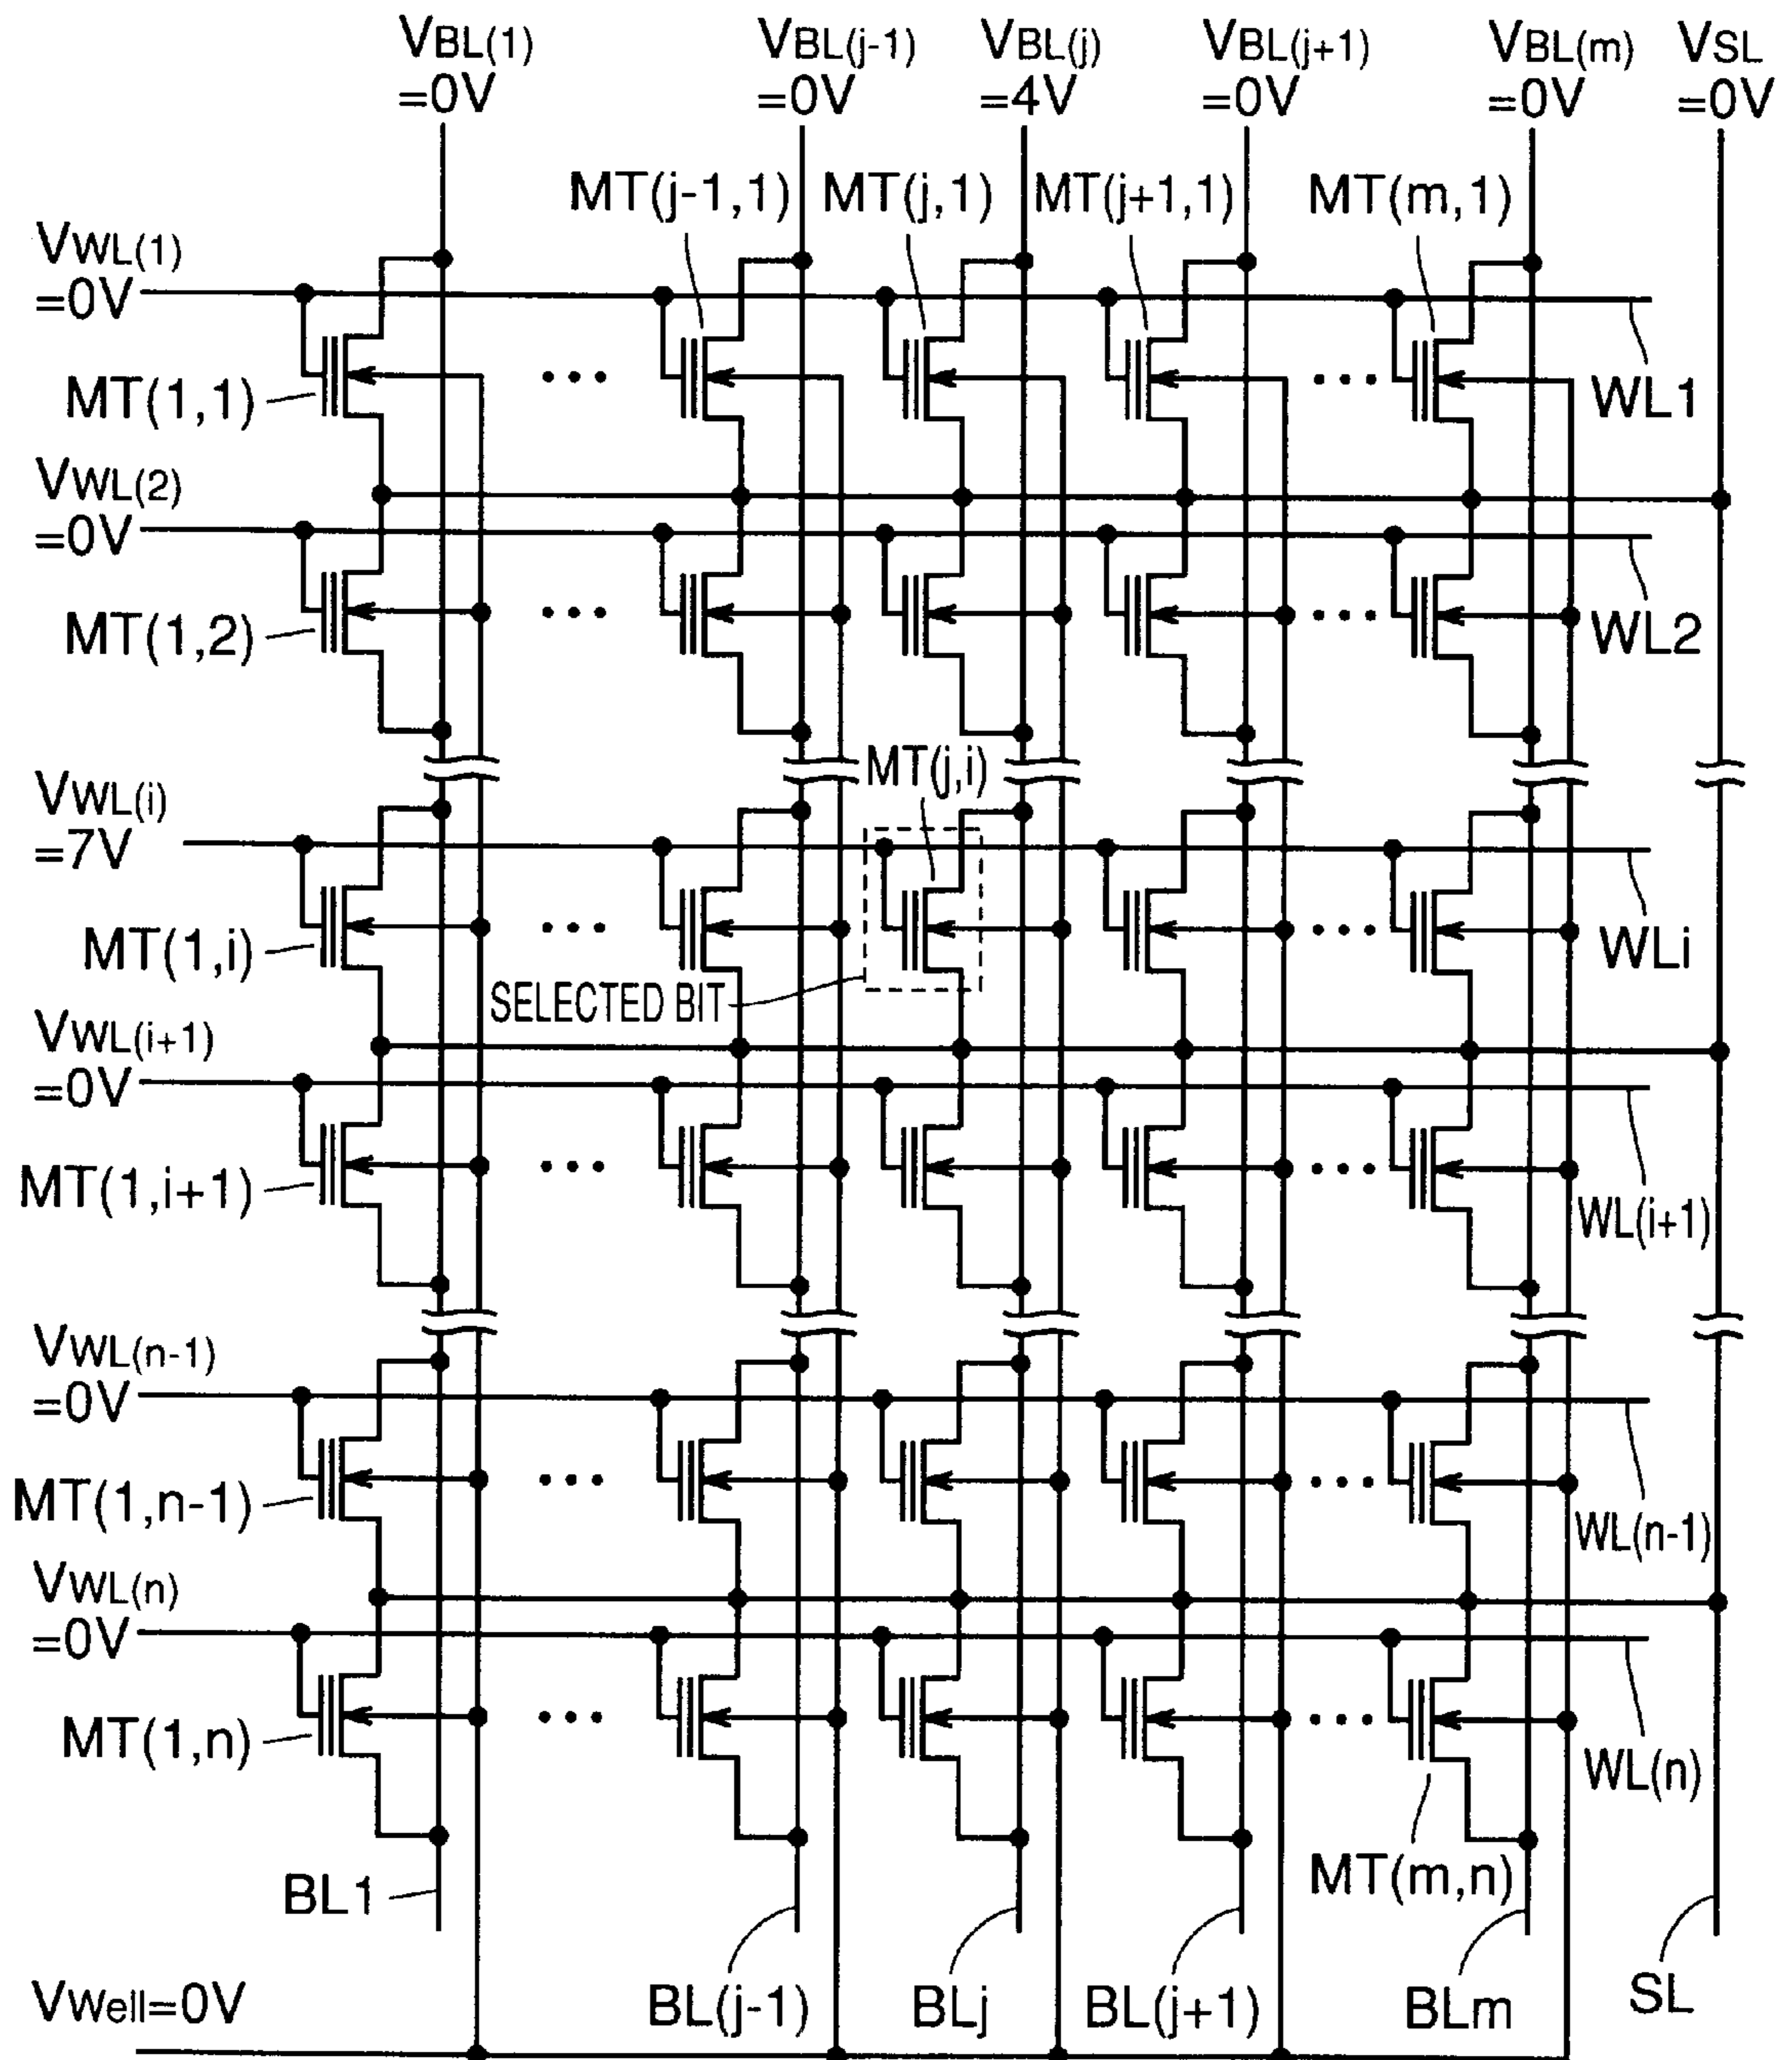 VBL(1) =0V
VBL(j-1) =0V
VBL(j) =4V
VBL(j+1) =0V
VBL(m) =0V
VSL =0V
MT(j-1,1)
MT(j,1)
MT(j+1,1)
MT(m,1)
VWL(1) =0V
MT(1,1)
WL1
VWL(2) =0V
MT(1,2)
WL2
MT(j,i)
VWL(i) =7V
MT(1,i)
WLi
SELECTED BIT
VWL(i+1) =0V
MT(1,i+1)
WL(i+1)
VWL(n-1) =0V
MT(1,n-1)
WL(n-1)
VWL(n) =0V
MT(1,n)
WL(n)
MT(m,n)
BL1
BL(j-1)
BLj
BL(j+1)
BLm
SL
VWell=0V